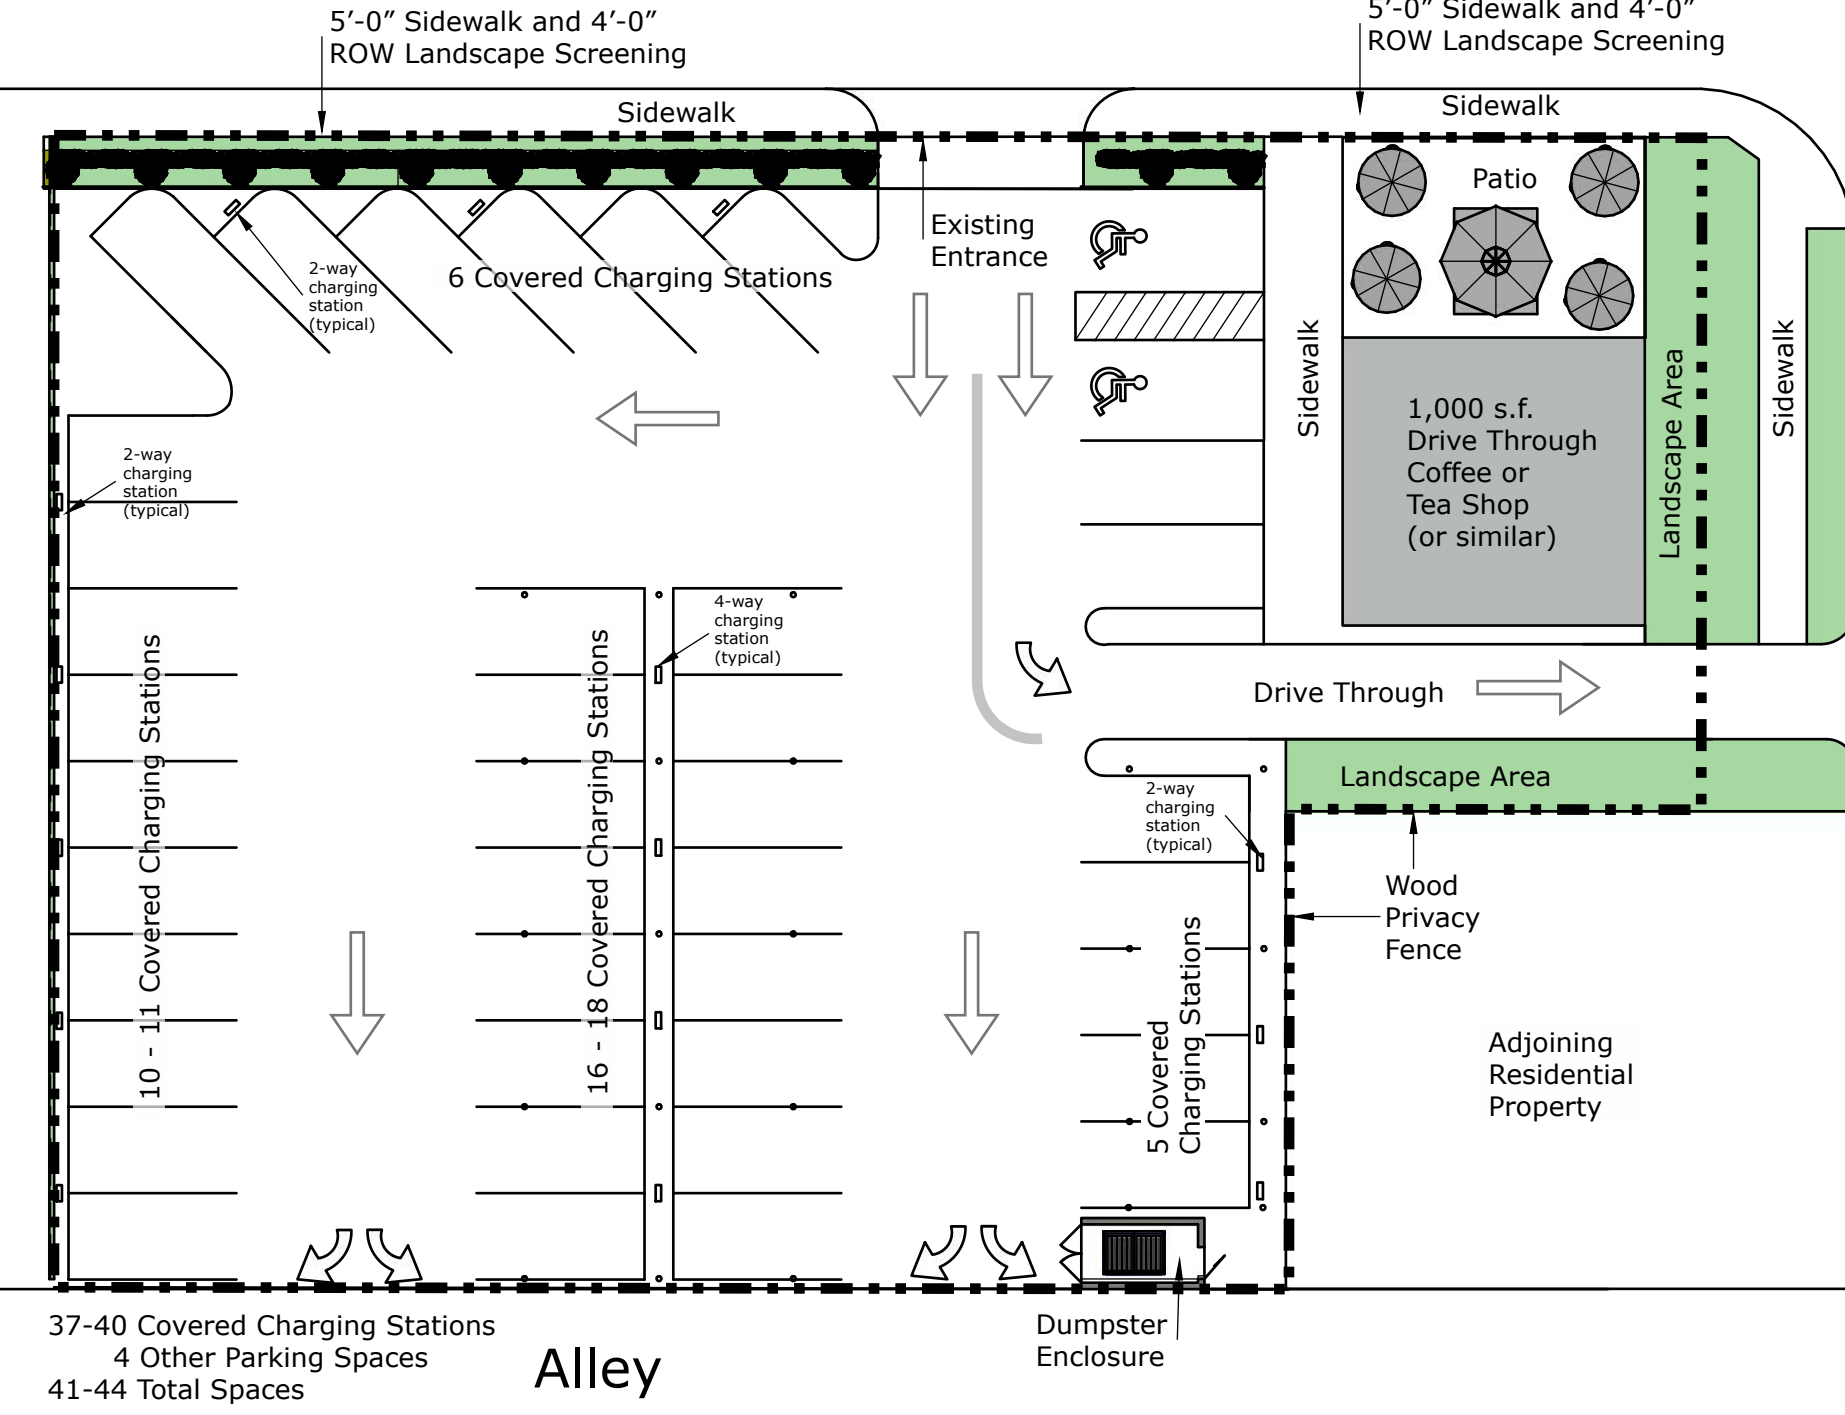 5’-0” Sidewalk and 4’-0”
ROW Landscape Screening
5’-0” Sidewalk and 4’-0”
ROW Landscape Screening
Sidewalk
Sidewalk
Patio
Existing
Entrance
2-way
charging
station
(typical)
6 Covered Charging Stations
Sidewalk
Landscape Area
Sidewalk
1,000 s.f.
Drive Through
Coffee or
Tea Shop
(or similar)
2-way
charging
station
(typical)
4-way
charging
station
(typical)
10 - 11 Covered Charging Stations
16 - 18 Covered Charging Stations
Drive Through
Landscape Area
2-way
charging
station
(typical)
Wood
Privacy
Fence
5 Covered
Charging Stations
Adjoining
Residential
Property
37-40 Covered Charging Stations
4 Other Parking Spaces
41-44 Total Spaces
Alley
Dumpster
Enclosure